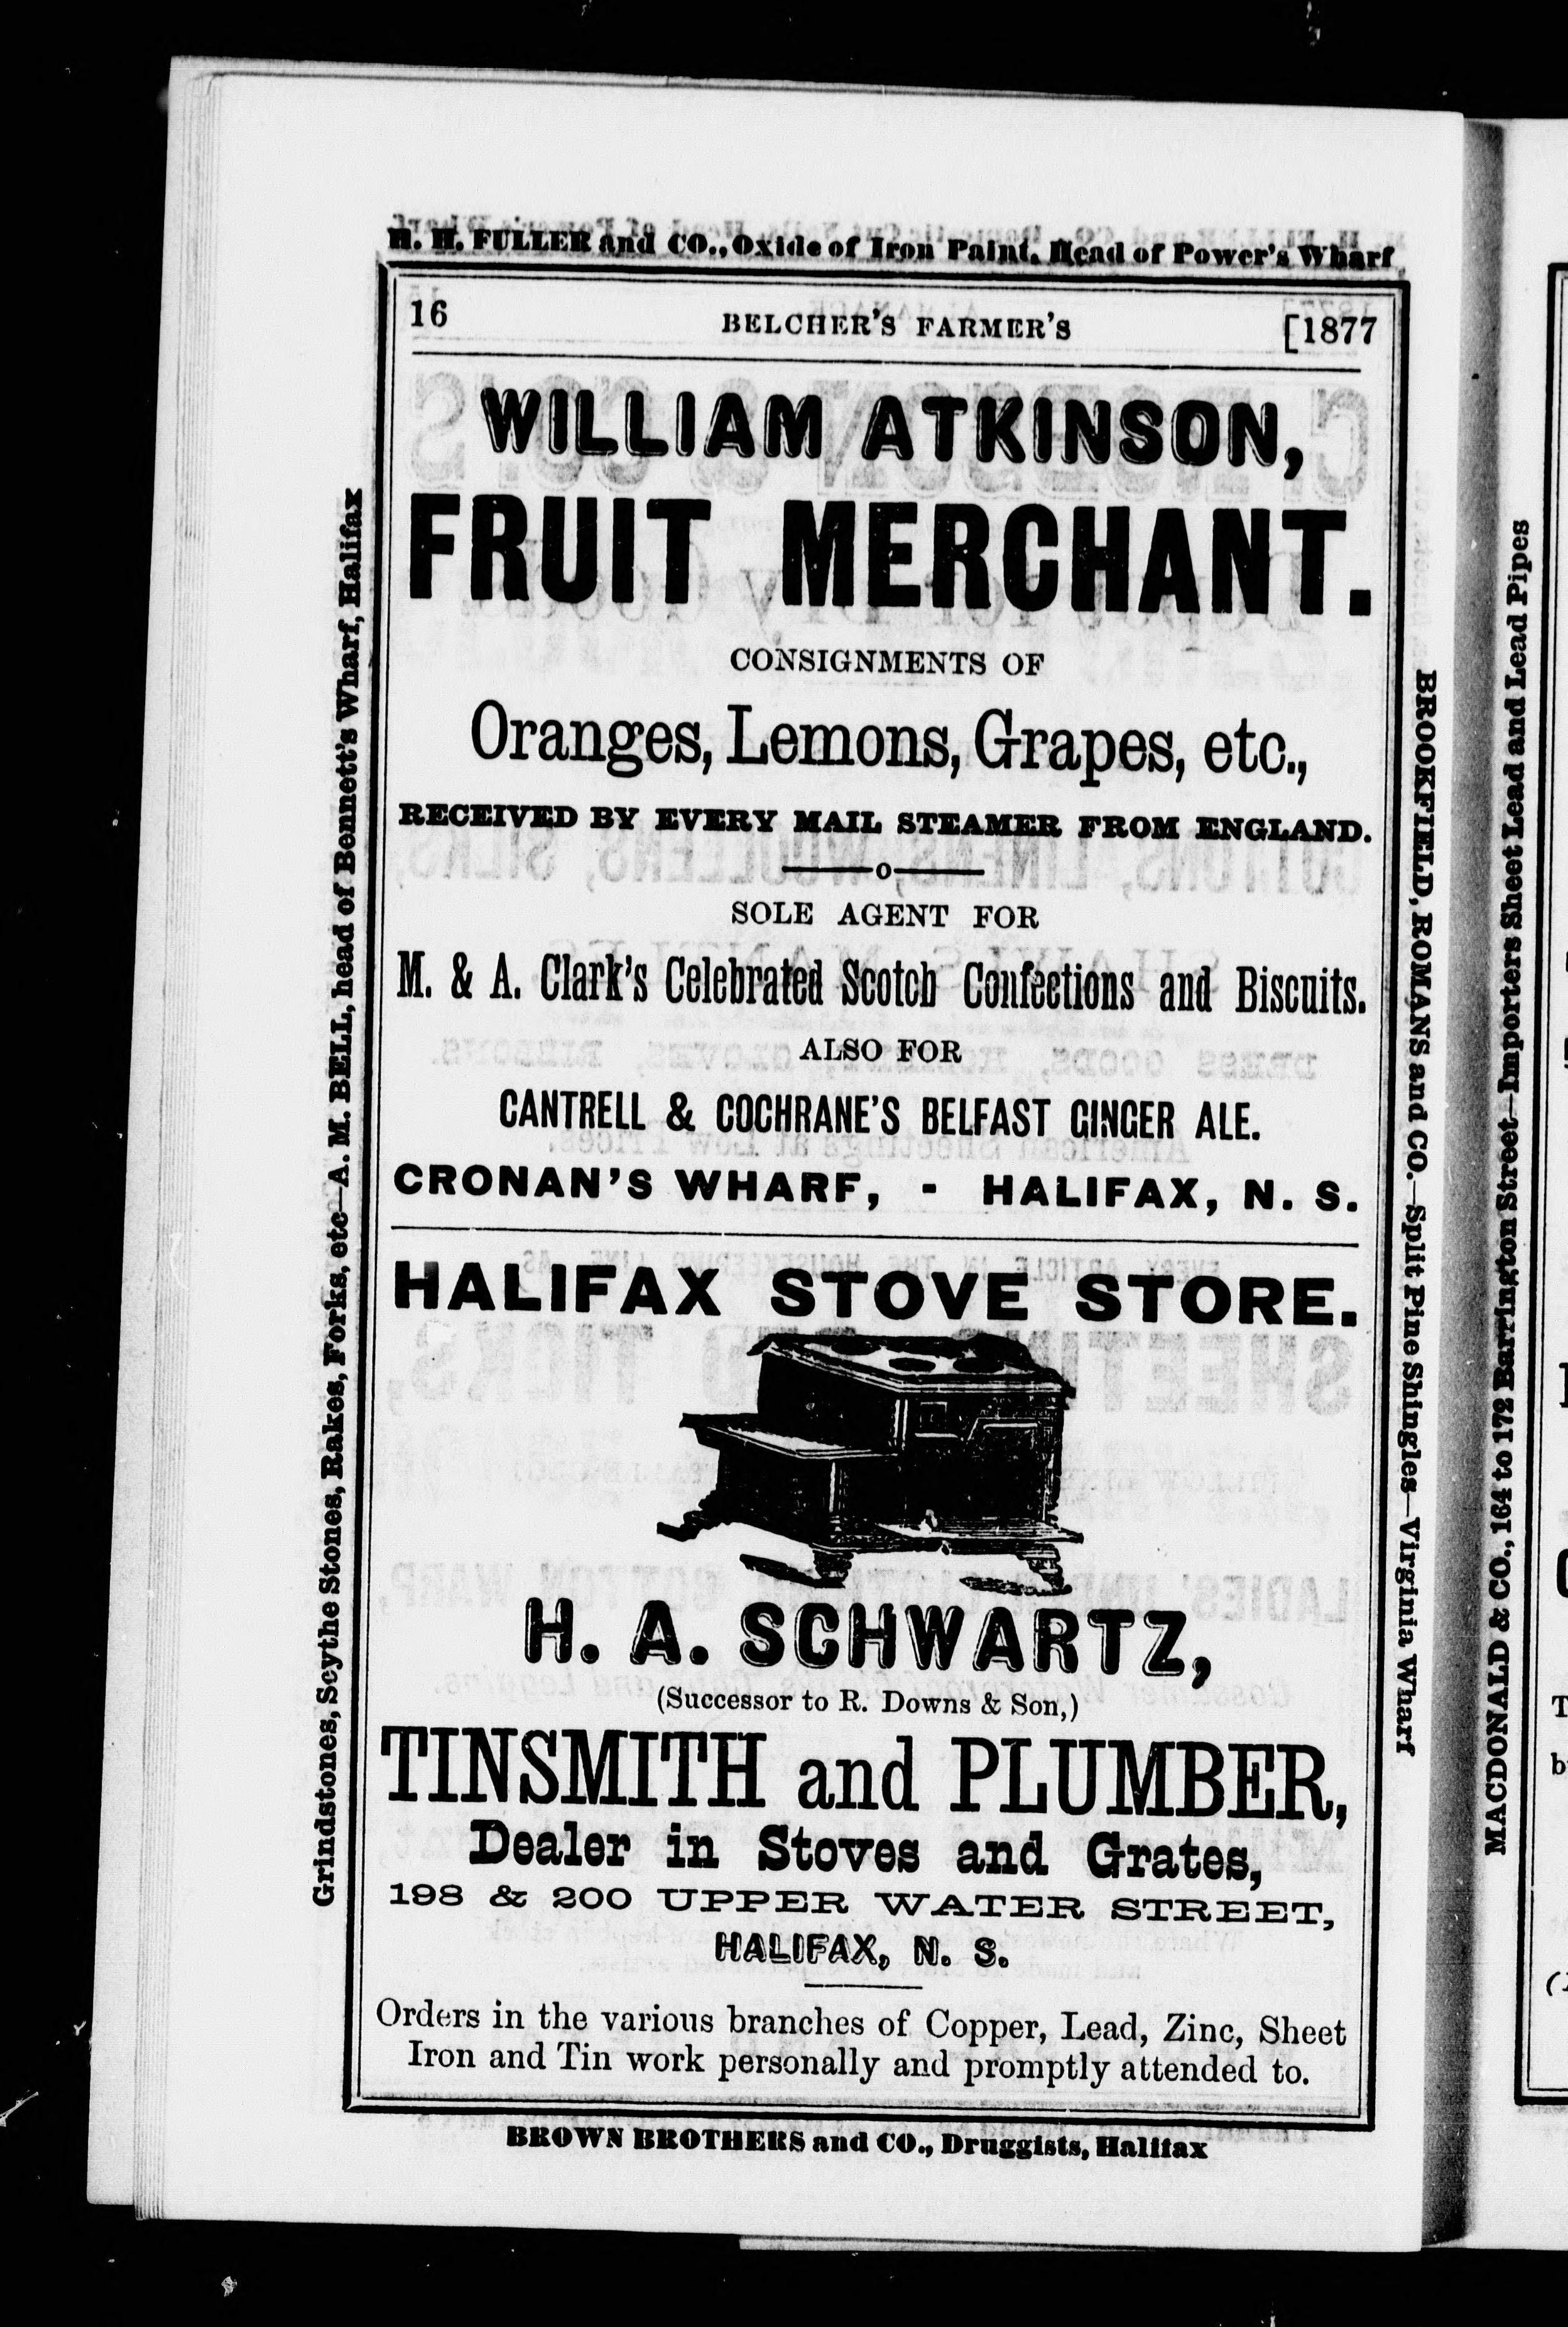 H. H. FULLER and CO., Oxide of Iron Paint, Head of Power's Wharf
16 BELCHER'S FARMER'S [1877
WILLIAM ATKINSON,
FRUIT MERCHANT.
CONSIGNMENTS OF
Oranges, Lemons, Grapes, etc.,
RECEIVED BY EVERY MAIL STEAMER FROM ENGLAND.
SOLE AGENT FOR
M. & A. Clark's Celebrated Scotch Confections and Biscuits.
ALSO FOR
CANTRELL & COCHRANE'S BELFAST GINGER ALE.
CRONAN'S WHARF, - HALIFAX, N. S.
HALIFAX STOVE STORE.
H. A. SCHWARTZ,
(Successor to R. Downs & Son,)
TINSMITH and PLUMBER,
Dealer in Stoves and Grates,
198 & 200 UPPER WATER STREET,
HALIFAX, N. S.
Orders in the various branches of Copper, Lead, Zinc, Sheet
Iron and Tin work personally and promptly attended to.
BROWN BROTHERS and CO., Druggists, Halifax
Grindstones, Scythe Stones, Rakes, Forks, etc—A. M. BELL, head of Bennett's Wharf, Halifax
BROOKFIELD, ROMANS and CO.—Split Pine Shingles—Virginia Wharf
MACDONALD & CO., 164 to 172 Barrington Street—Importers Sheet Lead and Lead Pipes